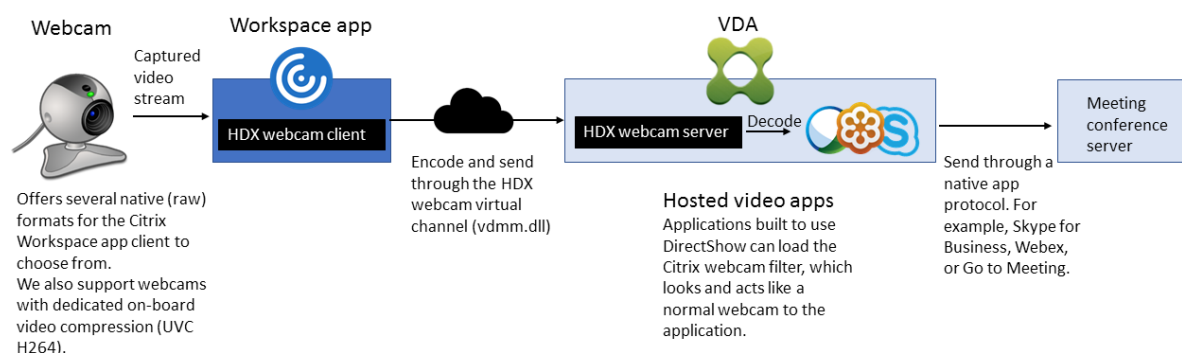 Webcam
Captured
video
stream
Offers several native (raw)
formats for the Citrix
Workspace app client to
choose from.
We also support webcams
with dedicated on-board
video compression (UVC
H264).
Workspace app
HDX webcam client
Encode and send
through the HDX
webcam virtual
channel (vdmm.dll)
VDA
HDX webcam server
Decode
S
Hosted video apps
Applications built to use
DirectShow can load the
Citrix webcam filter, which
looks and acts like a
normal webcam to the
application.
Send through a
native app
protocol. For
example, Skype for
Business, Webex,
or Go to Meeting.
Meeting
conference
server